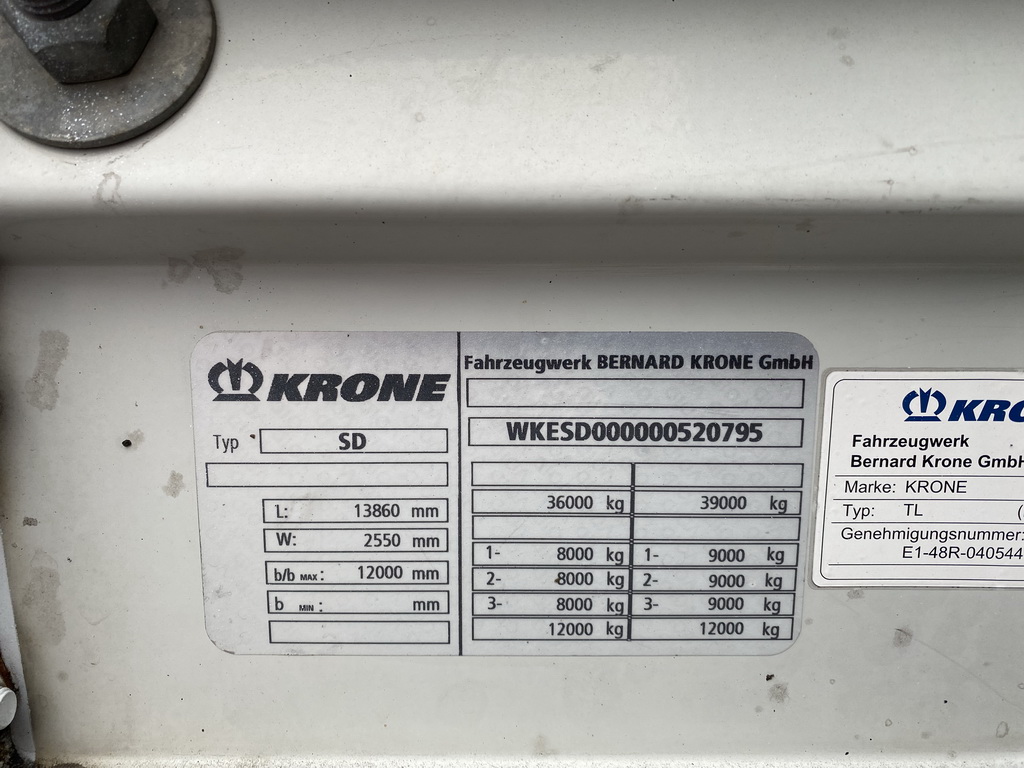 KRONE
Typ SD
L: 13860 mm
W: 2550 mm
b/b MAX: 12000 mm
b MIN: mm
Fahrzeugwerk BERNARD KRONE GmbH
WKESD000000520795
36000 kg 39000 kg
1- 8000 kg 1- 9000 kg
2- 8000 kg 2- 9000 kg
3- 8000 kg 3- 9000 kg
12000 kg 12000 kg
KRO
Fahrzeugwerk
Bernard Krone GmbH
Marke: KRONE
Typ: TL (
Genehmigungsnummer:
E1-48R-040544